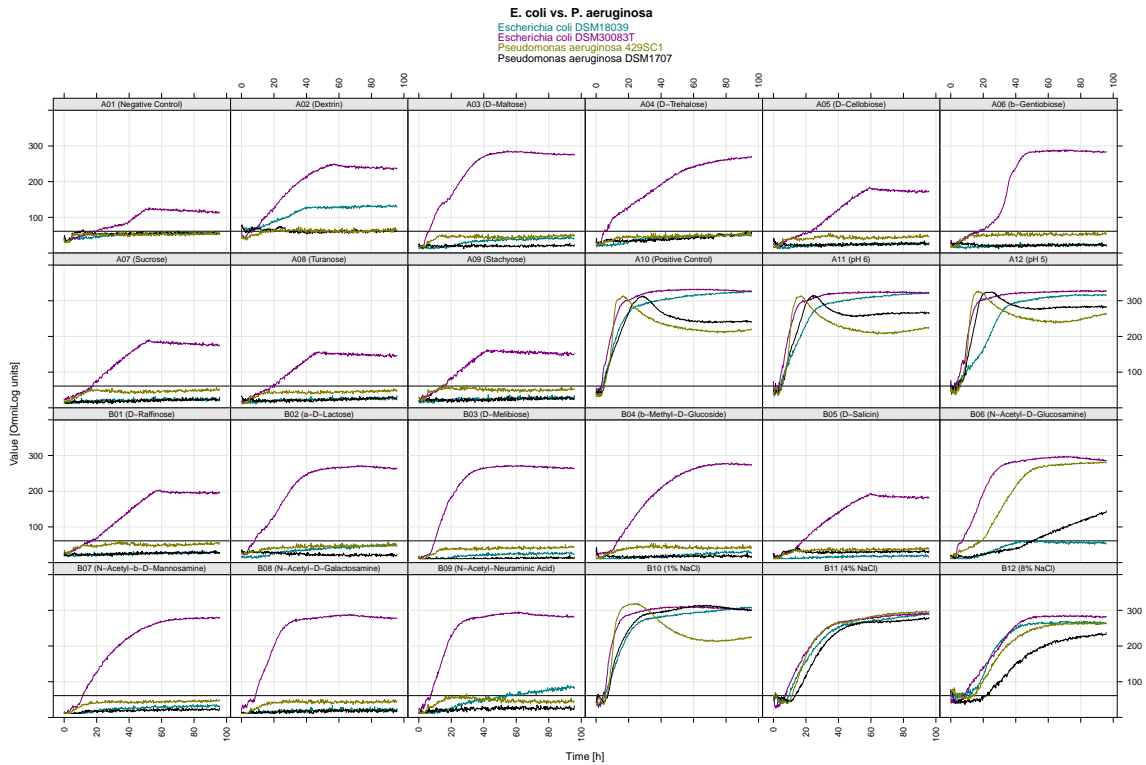 E. coli vs. P. aeruginosa
Escherichia coli DSM18039
Escherichia coli DSM30083T
Pseudomonas aeruginosa 429SC1
Pseudomonas aeruginosa DSM1707
0 20 40 60 80 100 0 20 40 60 80 100 0 20 40 60 80 100
A01 (Negative Control) A02 (Dextrin) A03 (D−Maltose) A04 (D−Trehalose) A05 (D−Cellobiose) A06 (b−Gentiobiose)
300
200
100
A07 (Sucrose) A08 (Turanose) A09 (Stachyose) A10 (Positive Control) A11 (pH 6) A12 (pH 5)
300
200
100
B01 (D−Raffinose) B02 (a−D−Lactose) B03 (D−Melibiose) B04 (b−Methyl−D−Glucoside) B05 (D−Salicin) B06 (N−Acetyl−D−Glucosamine)
300
200
100
B07 (N−Acetyl−b−D−Mannosamine) B08 (N−Acetyl−D−Galactosamine) B09 (N−Acetyl−Neuraminic Acid) B10 (1% NaCl) B11 (4% NaCl) B12 (8% NaCl)
300
200
100
0 20 40 60 80 100 0 20 40 60 80 100 0 20 40 60 80 100
Value [OmniLog units]
Time [h]